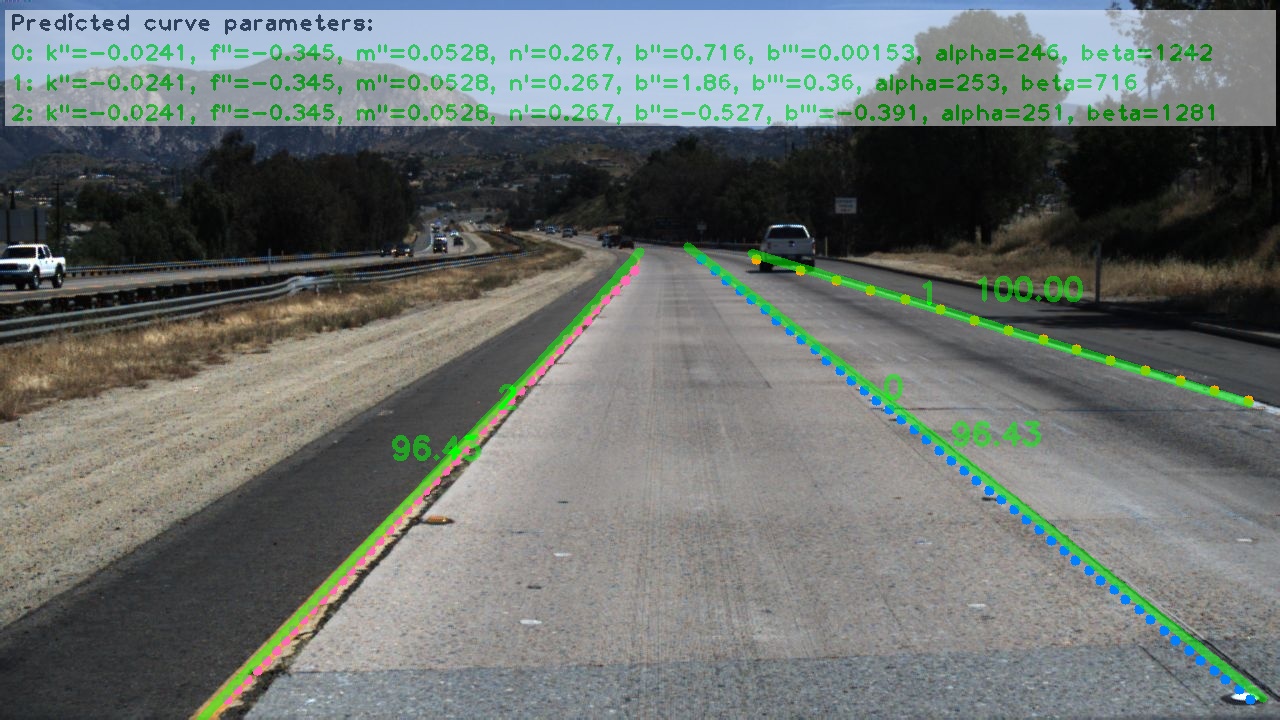 Predicted curve parameters:
0: k''=−0.0241, f''=−0.345, m''=0.0528, n'=0.267, b''=0.716, b'''=0.00153, alpha=246, beta=1242
1: k''=−0.0241, f''=−0.345, m''=0.0528, n'=0.267, b''=1.86, b'''=0.36, alpha=253, beta=716
2: k''=−0.0241, f''=−0.345, m''=0.0528, n'=0.267, b''=−0.527, b'''=−0.391, alpha=251, beta=1281
1 100.00
2
0
96.43
96.43